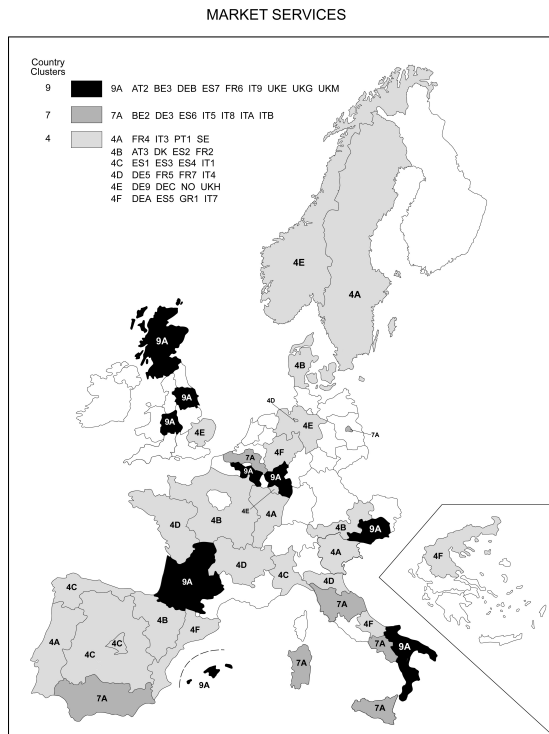 MARKET SERVICES
Country
Clusters
9 9A AT2 BE3 DEB ES7 FR6 IT9 UKE UKG UKM
7 7A BE2 DE3 ES6 IT5 IT8 ITA ITB
4 4A FR4 IT3 PT1 SE
4B AT3 DK ES2 FR2
4C ES1 ES3 ES4 IT1
4D DE5 FR5 FR7 IT4
4E DE9 DEC NO UKH
4F DEA ES5 GR1 IT7
4E
4A
9A
4B
9A
4D
9A
4E
4E
7A
7A
4F
9A
9A
4E
4A
4D
4B
4B
9A
4A
4F
9A
4D
4C
4D
4C
7A
4B
4F
4F
4A
4C
4C
7A
9A
9A
7A
7A
7A